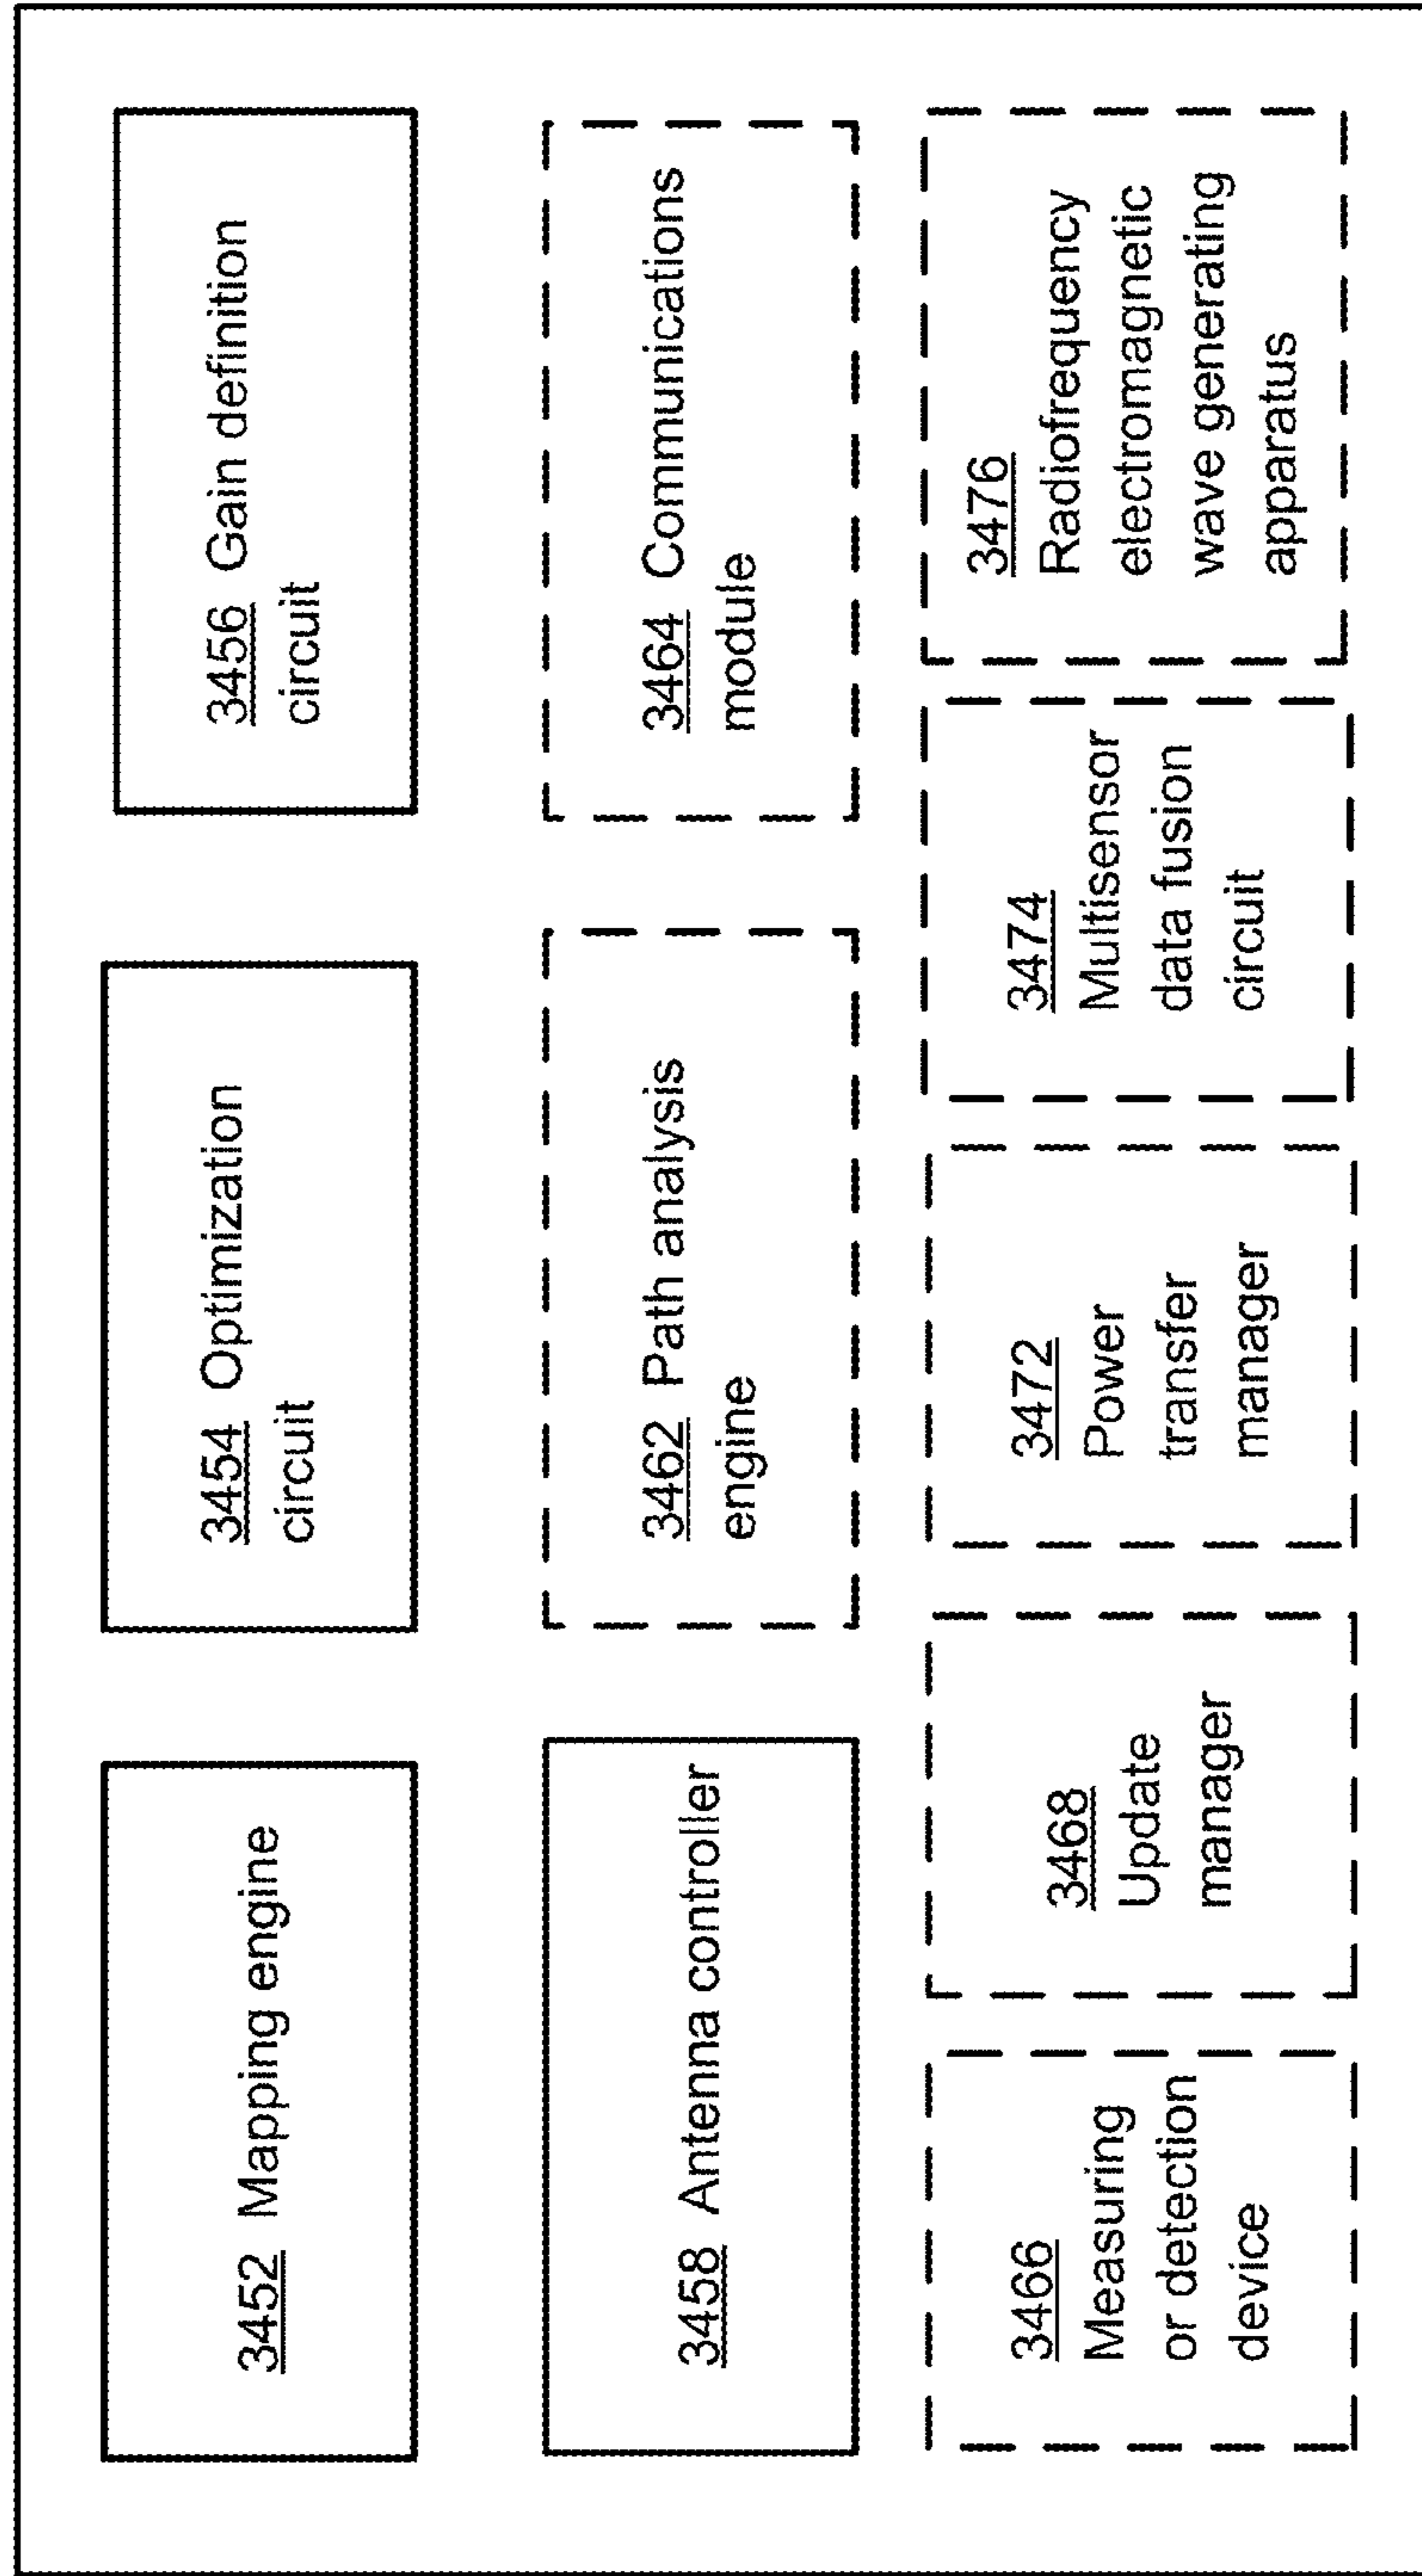 3452 Mapping engine
3454 Optimization
circuit
3456 Gain definition
circuit
3458 Antenna controller
3462 Path analysis
engine
3464 Communications
module
3466
Measuring
or detection
device
3468
Update
manager
3472
Power
transfer
manager
3474
Multisensor
data fusion
circuit
3476
Radiofrequency
electromagnetic
wave generating
apparatus